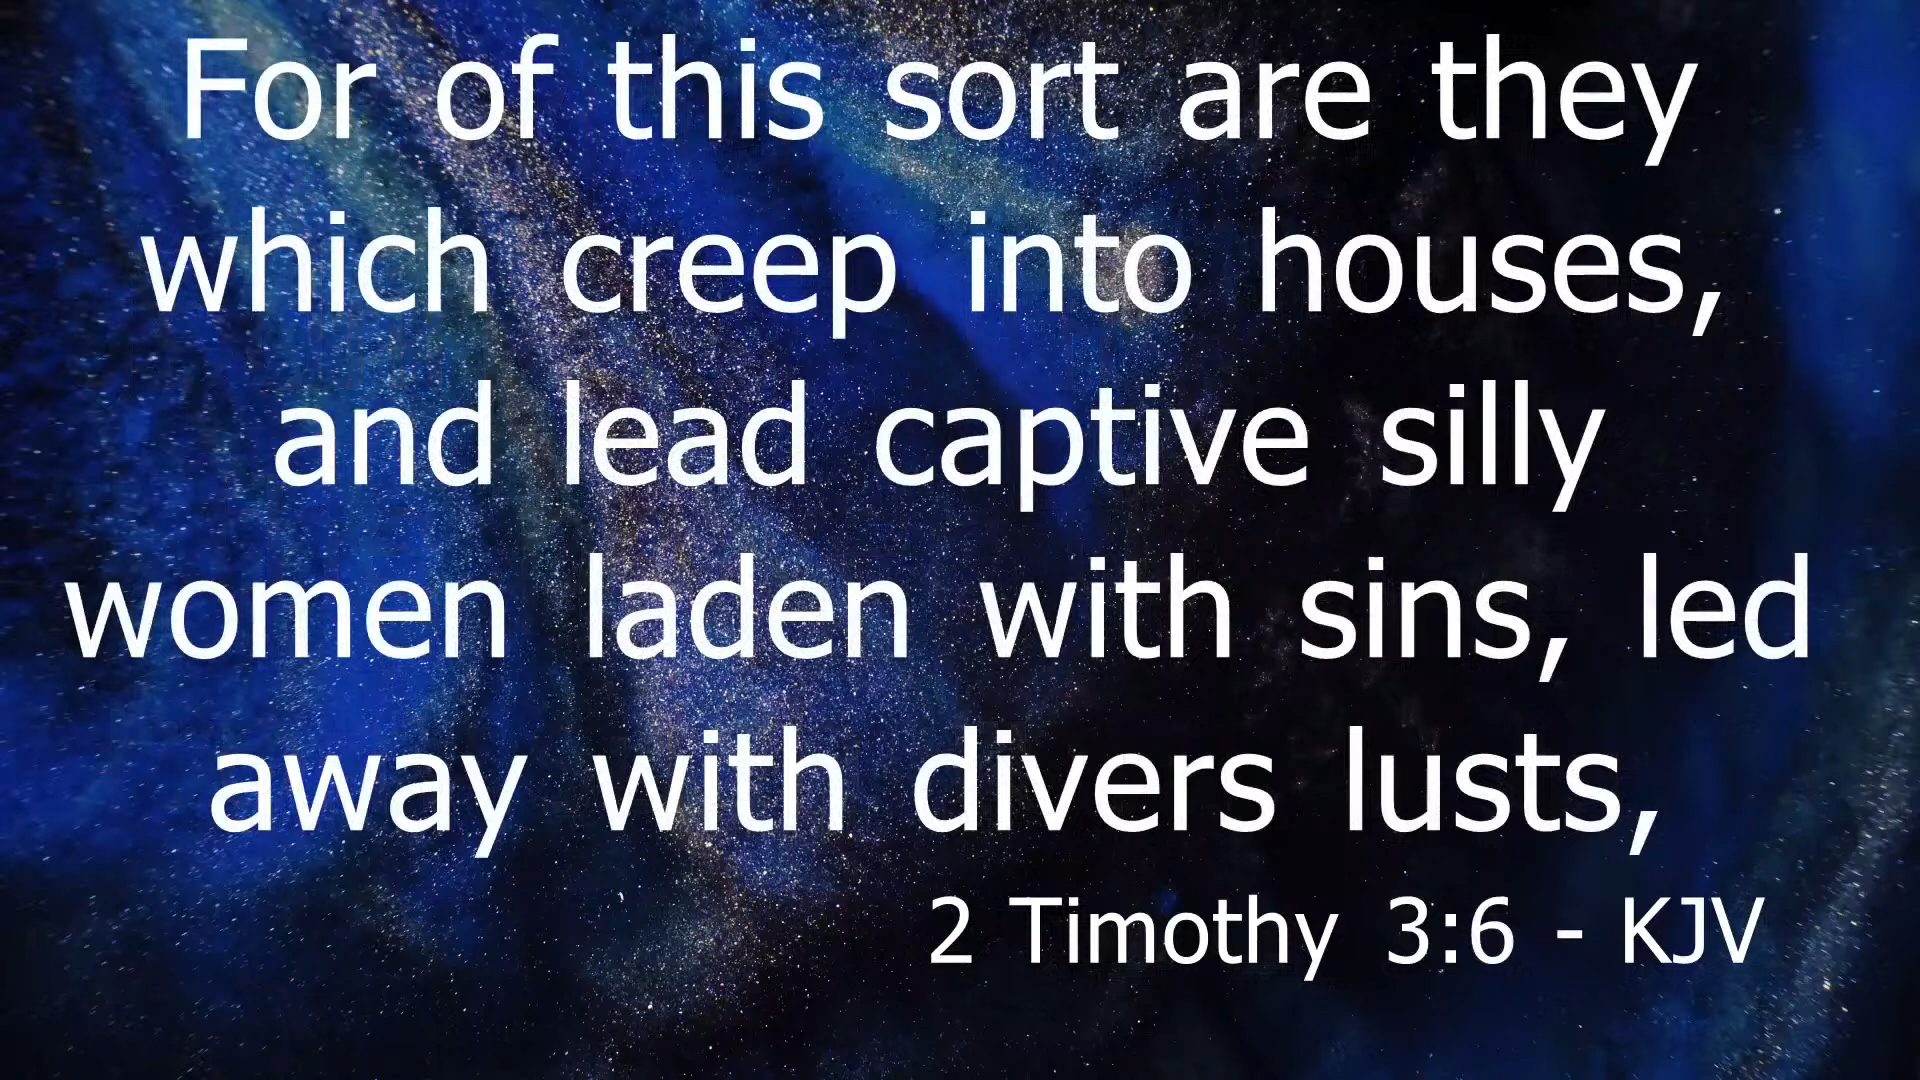 For of this sort are they
which creep into houses,
and lead captive silly
women laden with sins, led
away with divers lusts,
2 Timothy 3:6 - KJV